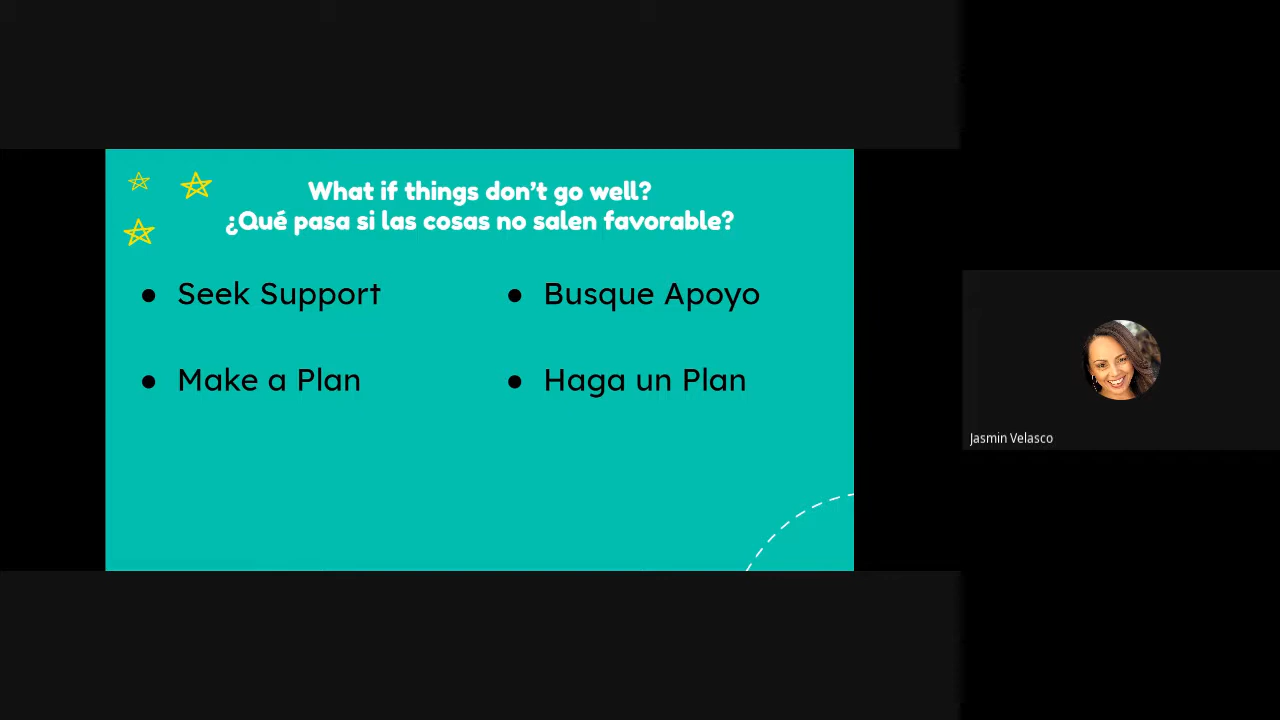 What if things don't go well?
¿Qué pasa si las cosas no salen favorable?
● Seek Support
● Make a Plan
● Busque Apoyo
● Haga un Plan
Jasmin Velasco